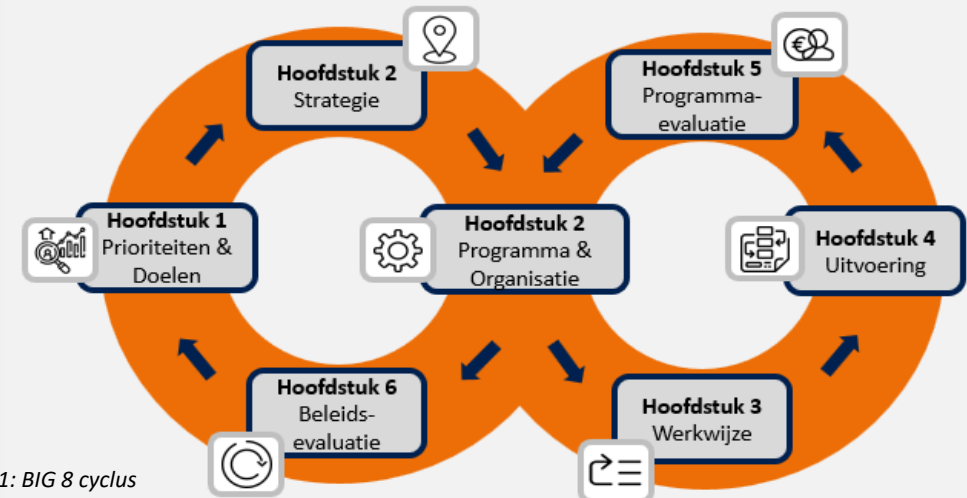 Hoofdstuk 2
Strategie
Hoofdstuk 5
Programma-
evaluatie
Hoofdstuk 1
Prioriteiten &
Doelen
Hoofdstuk 2
Programma &
Organisatie
Hoofdstuk 4
Uitvoering
Hoofdstuk 6
Beleids-
evaluatie
Hoofdstuk 3
Werkwijze
1: BIG 8 cyclus